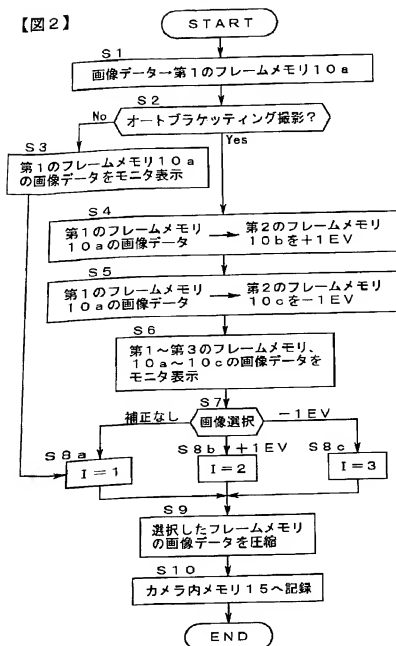 【図2】
START
S1
画像データ→第1のフレームメモリ10a
S2
オートブラケッティング撮影？
No
Yes
S3
第1のフレームメモリ10a
の画像データをモニタ表示
S4
第1のフレームメモリ
10aの画像データ
第2のフレームメモリ
10bを+1EV
S5
第1のフレームメモリ
10aの画像データ
第2のフレームメモリ
10cを-1EV
S6
第1～第3のフレームメモリ、
10a～10cの画像データを
モニタ表示
S7
画像選択
補正なし
-1EV
+1EV
S8a
I=1
S8b
I=2
S8c
I=3
S9
選択したフレームメモリ
の画像データを圧縮
S10
カメラ内メモリ15へ記録
END